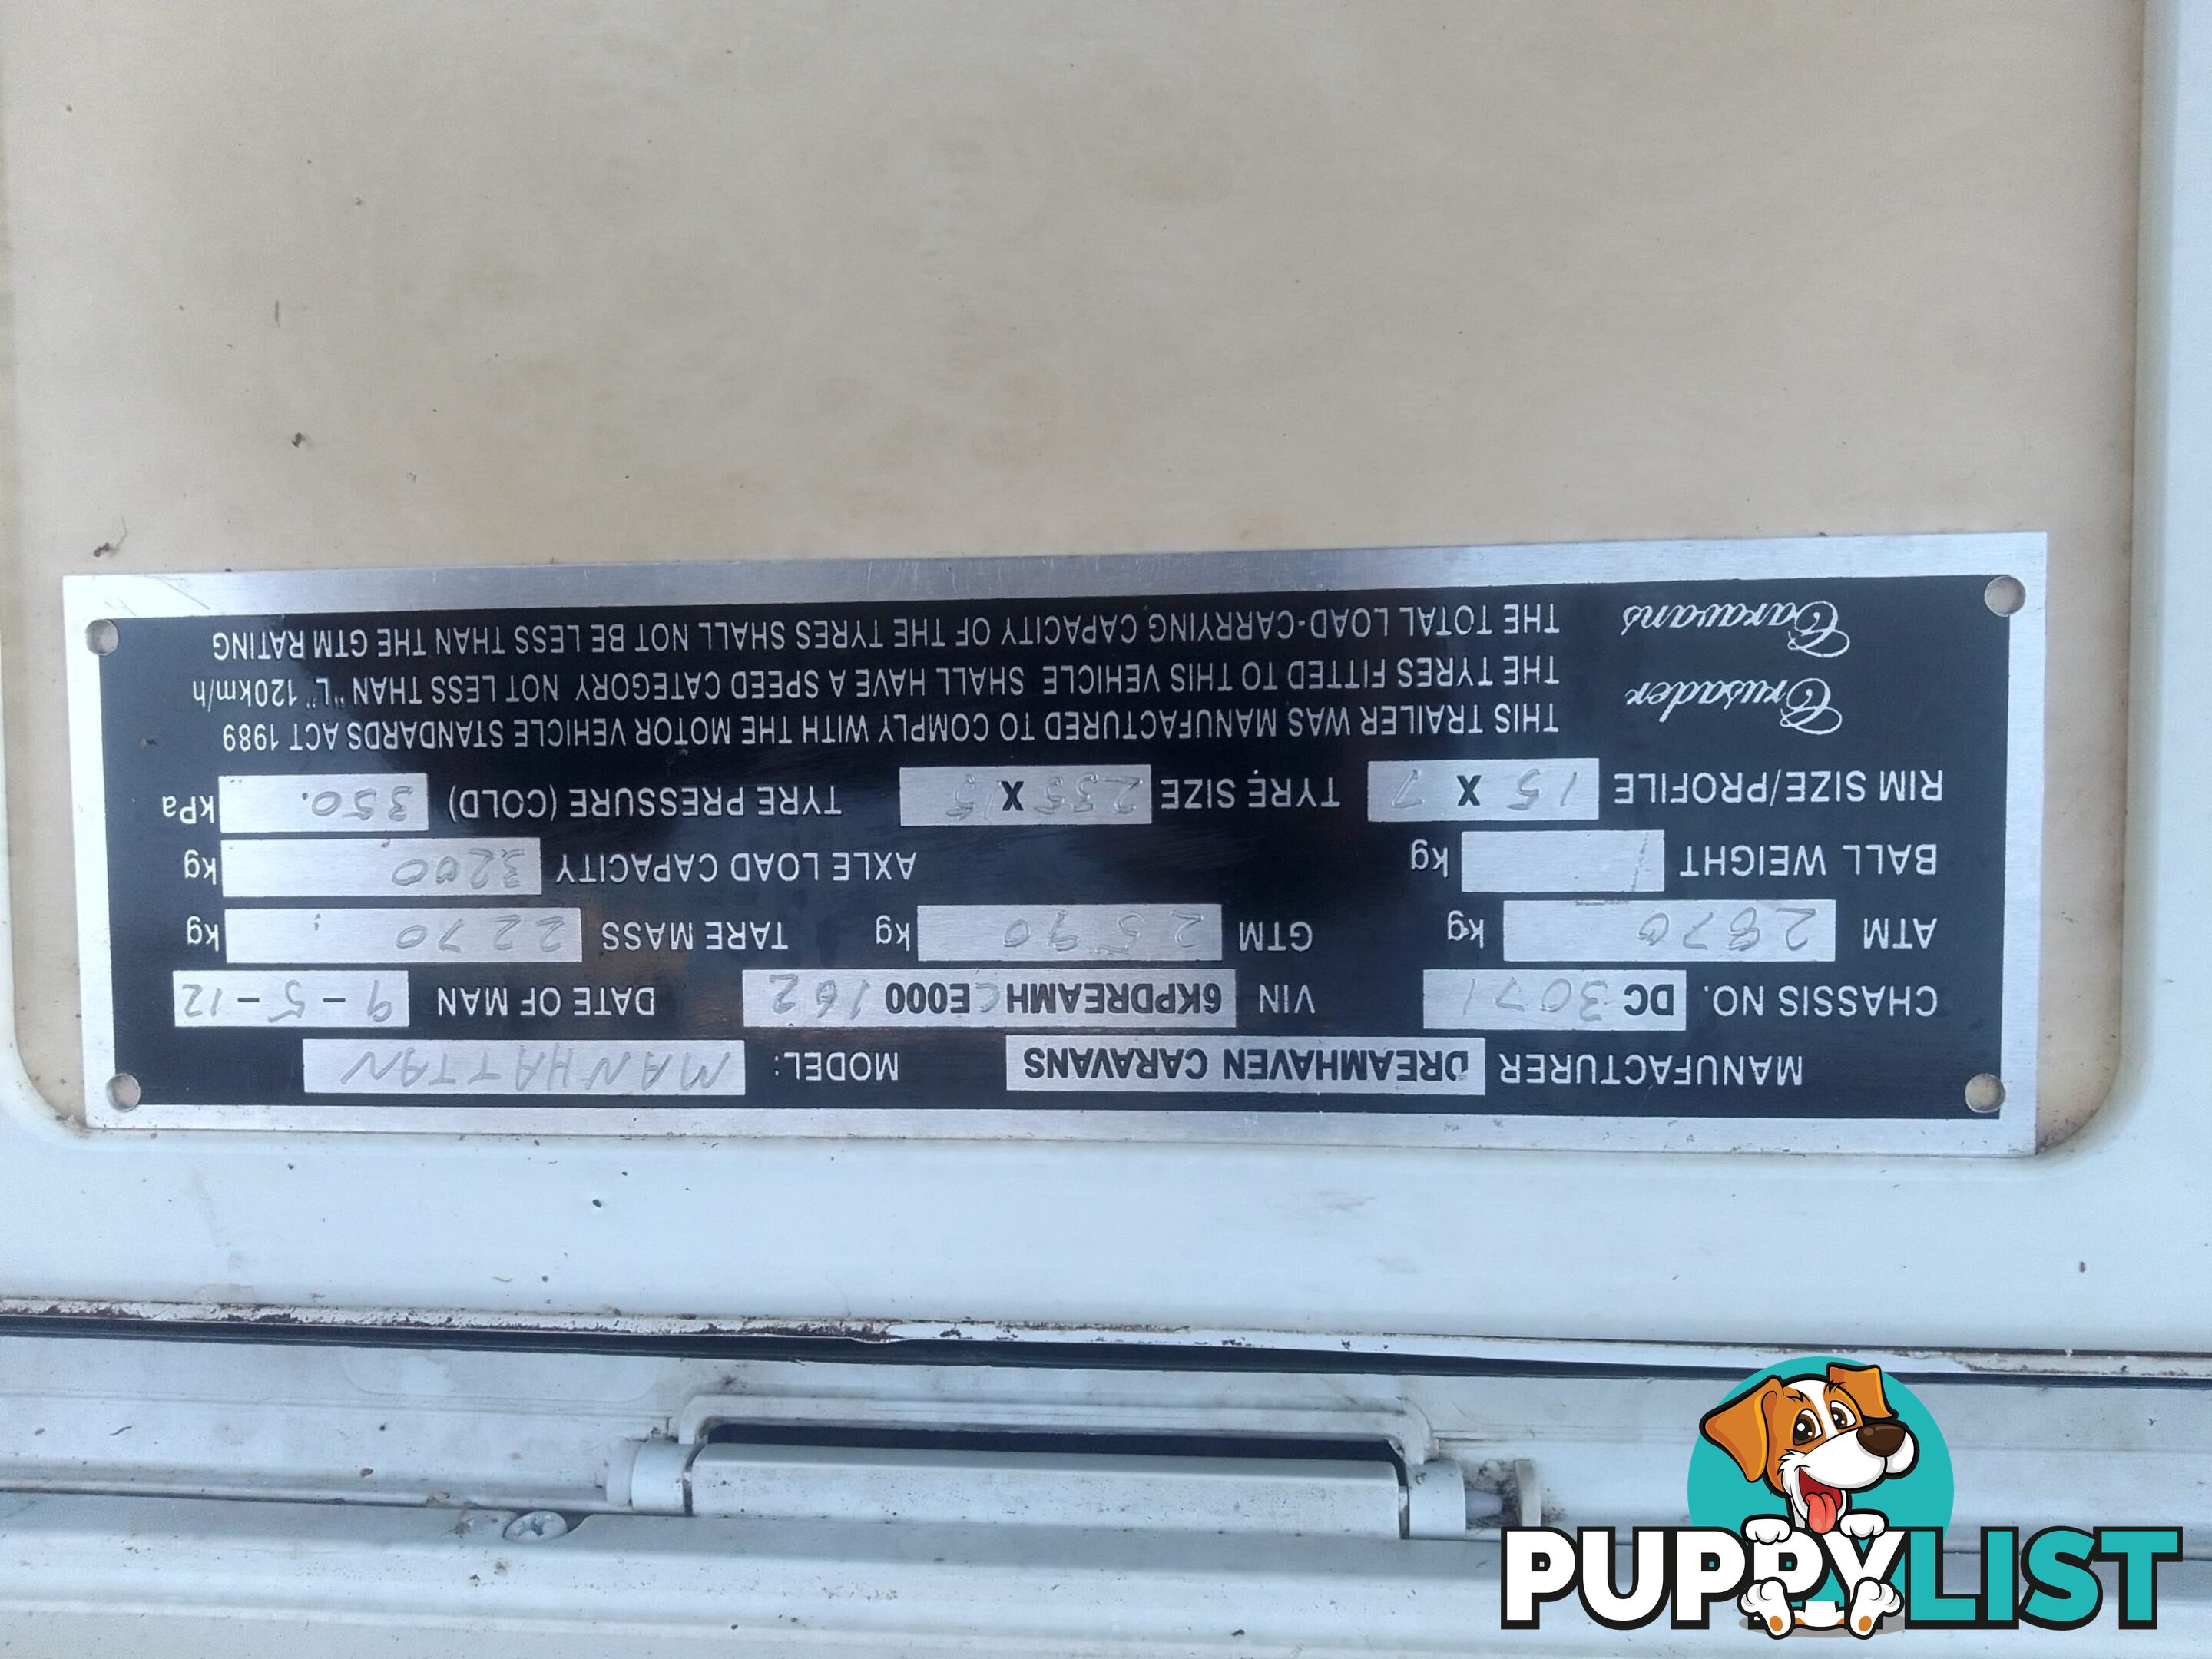 MANUFACTURER DREAMHAVEN CARAVANS MODEL: MANHATTAN
CHASSIS NO. DC 3071 VIN 6KPDREAMHCE000162 DATE OF MAN 9-5-12
ATM 2870 kg GTM 2590 kg TARE MASS 2270 kg
BALL WEIGHT kg AXLE LOAD CAPACITY 3200 kg
RIM SIZE/PROFILE 15 X 7 TYRE SIZE 235 X 15 TYRE PRESSURE (COLD) 350. kPa
Crusader Caravans
THIS TRAILER WAS MANUFACTURED TO COMPLY WITH THE MOTOR VEHICLE STANDARDS ACT 1989
THE TYRES FITTED TO THIS VEHICLE SHALL HAVE A SPEED CATEGORY NOT LESS THAN "L" 120km/h
THE TOTAL LOAD-CARRYING CAPACITY OF THE TYRES SHALL NOT BE LESS THAN THE GTM RATING
PUPPYLIST